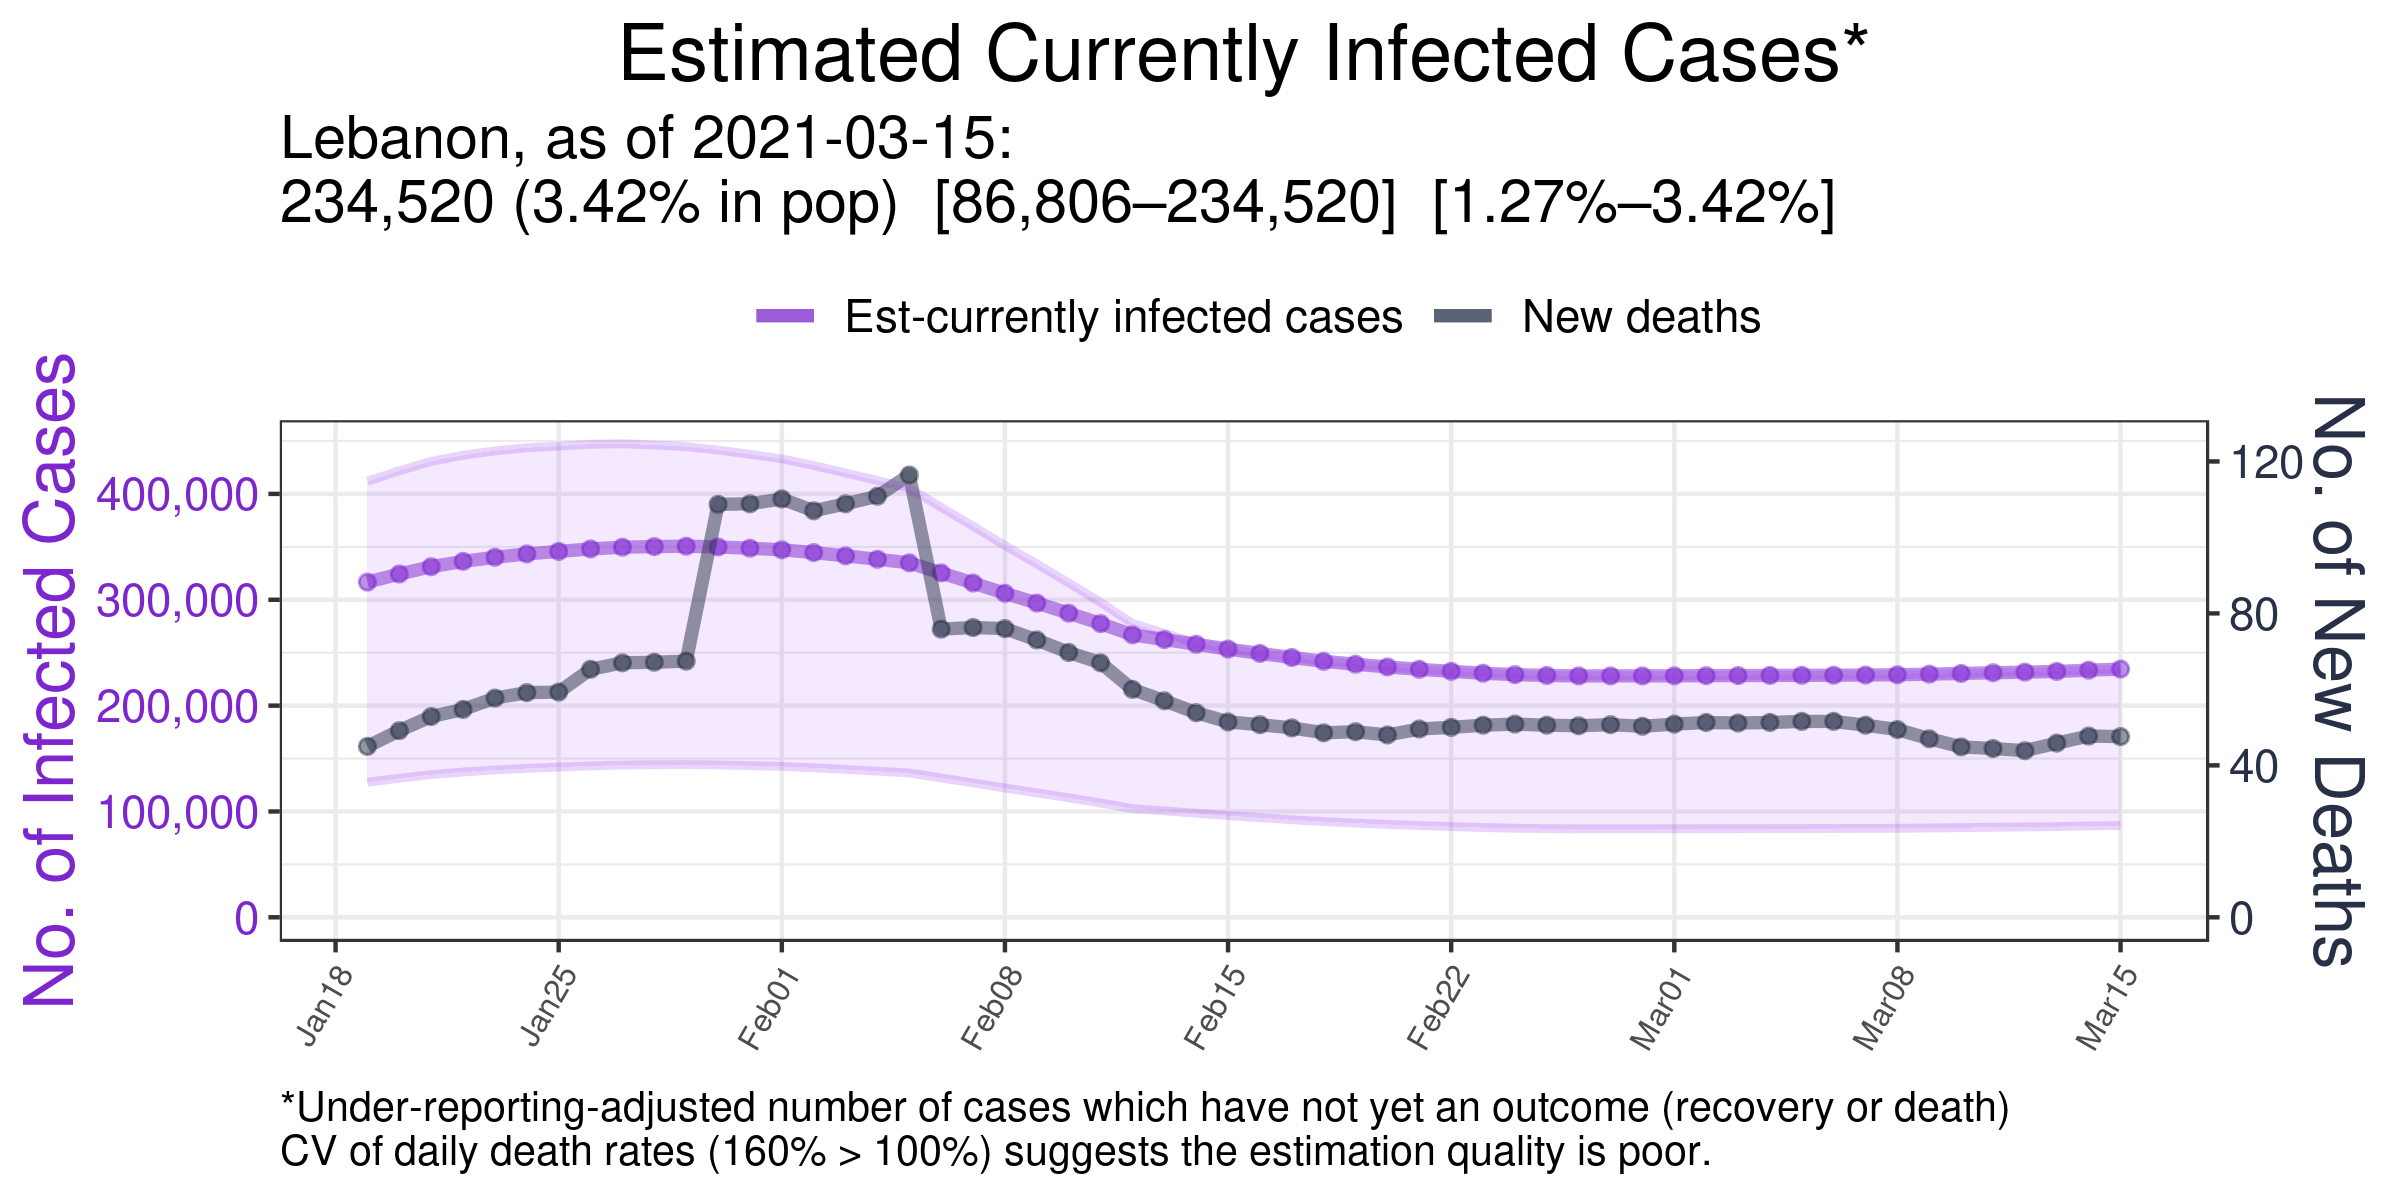 Estimated Currently Infected Cases*
Lebanon, as of 2021-03-15:
234,520 (3.42% in pop)  [86,806–234,520]  [1.27%–3.42%]
Est-currently infected cases
New deaths
No. of Infected Cases
400,000
300,000
200,000
100,000
0
120
80
40
0
No. of New Deaths
Jan18
Jan25
Feb01
Feb08
Feb15
Feb22
Mar01
Mar08
Mar15
*Under-reporting-adjusted number of cases which have not yet an outcome (recovery or death)
CV of daily death rates (160% > 100%) suggests the estimation quality is poor.